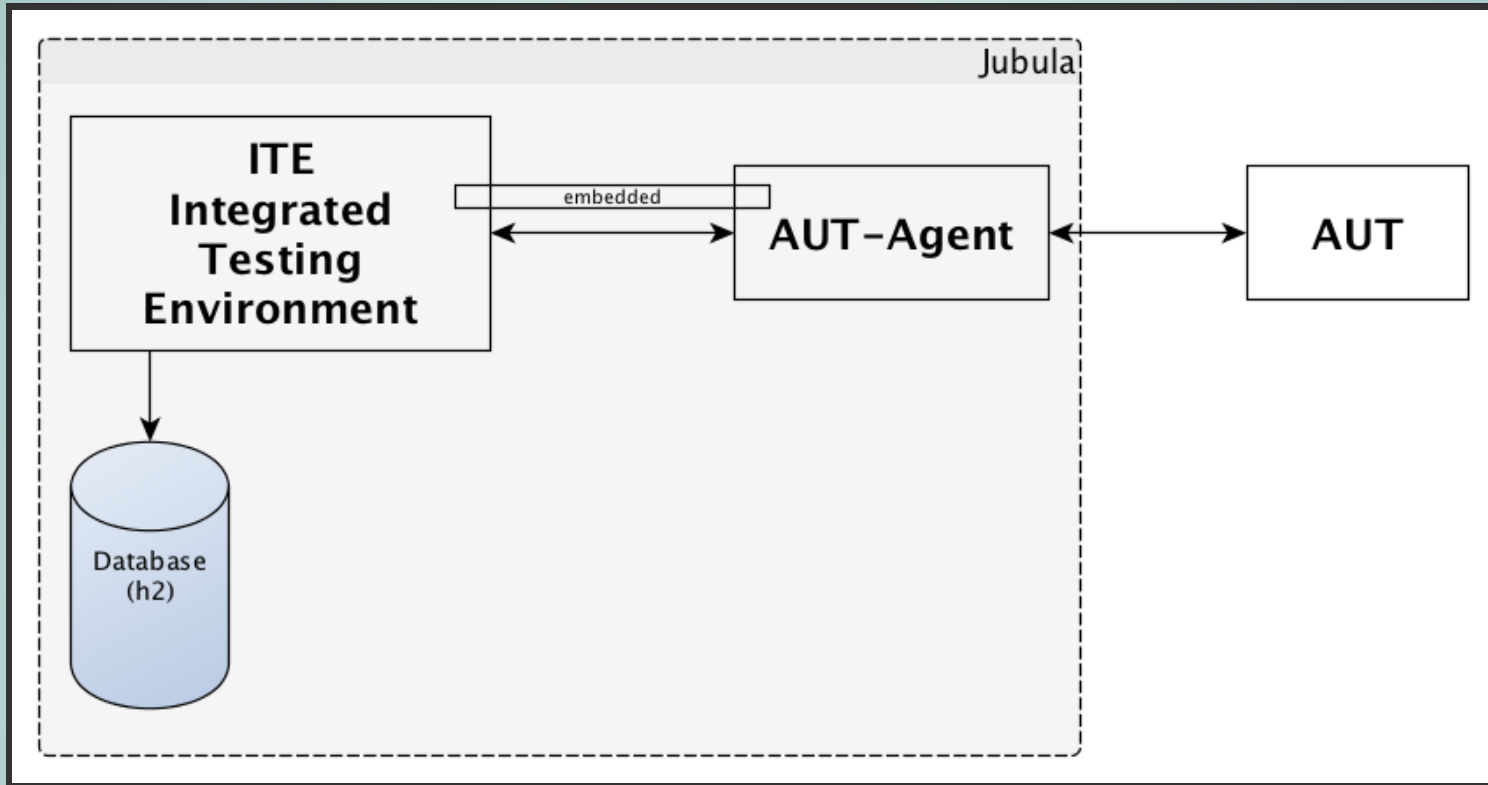 Jubula
ITE
Integrated
Testing
Environment
embedded
AUT-Agent
AUT
Database
(h2)